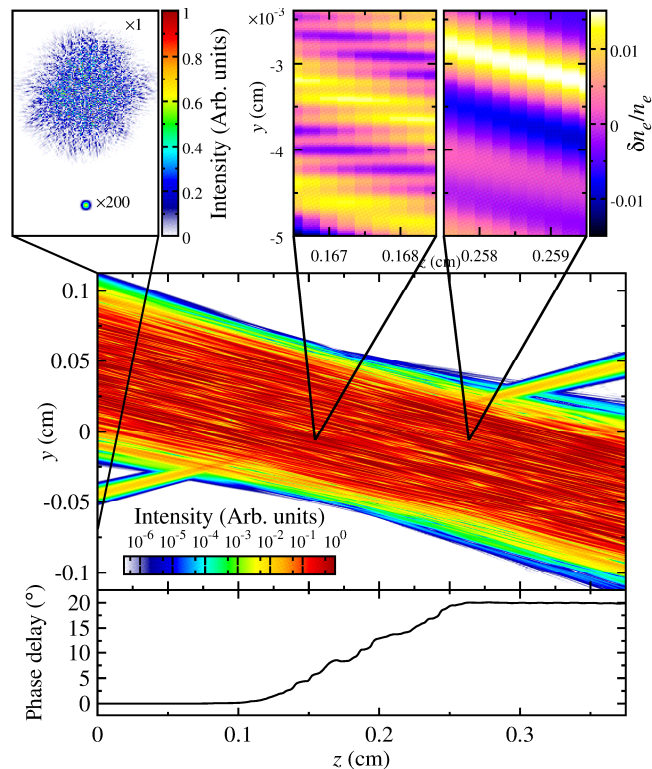 ×1
×200
1
0.8
0.6
0.4
0.2
0
Intensity (Arb. units)
×10⁻³
-3
-4
-5
y (cm)
0.167 0.168 z (cm) 0.258 0.259
0.01
0
-0.01
δnₑ/nₑ
0.1
0.05
0
-0.05
-0.1
y (cm)
Intensity (Arb. units)
10⁻⁶ 10⁻⁵ 10⁻⁴ 10⁻³ 10⁻² 10⁻¹ 10⁰
20
15
10
5
0
Phase delay (°)
0 0.1 0.2 0.3
z (cm)